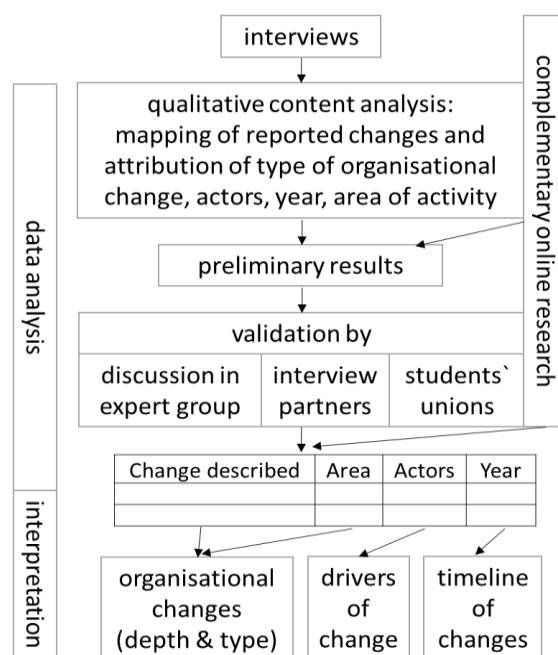 interviews
complementary online research
data analysis
qualitative content analysis:
mapping of reported changes and
attribution of type of organisational
change, actors, year, area of activity
preliminary results
validation by
discussion in
expert group
interview
partners
students`
unions
Change described Area Actors Year
interpretation
organisational
changes
(depth & type)
drivers
of
change
timeline
of
changes